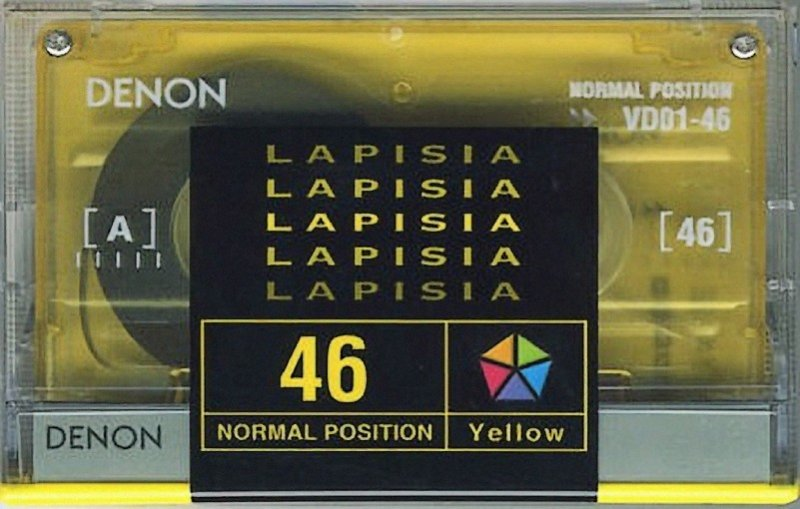 DENON
NORMAL POSITION
VD01-46
LAPISIA
LAPISIA
LAPISIA
LAPISIA
LAPISIA
[A]
[46]
46
NORMAL POSITION
Yellow
DENON